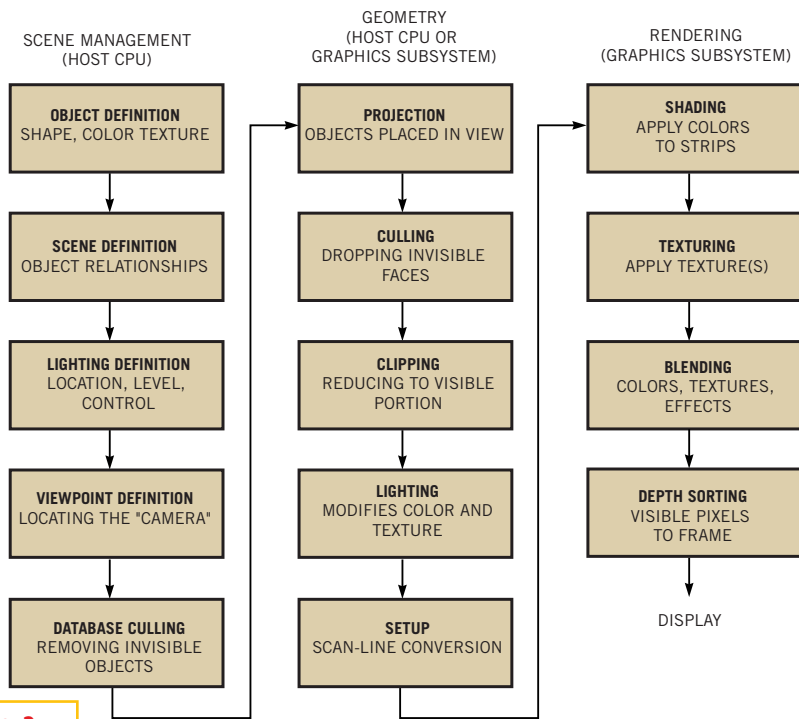 SCENE MANAGEMENT
(HOST CPU)
OBJECT DEFINITION
SHAPE, COLOR TEXTURE
SCENE DEFINITION
OBJECT RELATIONSHIPS
LIGHTING DEFINITION
LOCATION, LEVEL,
CONTROL
VIEWPOINT DEFINITION
LOCATING THE "CAMERA"
DATABASE CULLING
REMOVING INVISIBLE
OBJECTS
GEOMETRY
(HOST CPU OR
GRAPHICS SUBSYSTEM)
PROJECTION
OBJECTS PLACED IN VIEW
CULLING
DROPPING INVISIBLE
FACES
CLIPPING
REDUCING TO VISIBLE
PORTION
LIGHTING
MODIFIES COLOR AND
TEXTURE
SETUP
SCAN-LINE CONVERSION
RENDERING
(GRAPHICS SUBSYSTEM)
SHADING
APPLY COLORS
TO STRIPS
TEXTURING
APPLY TEXTURE(S)
BLENDING
COLORS, TEXTURES,
EFFECTS
DEPTH SORTING
VISIBLE PIXELS
TO FRAME
DISPLAY